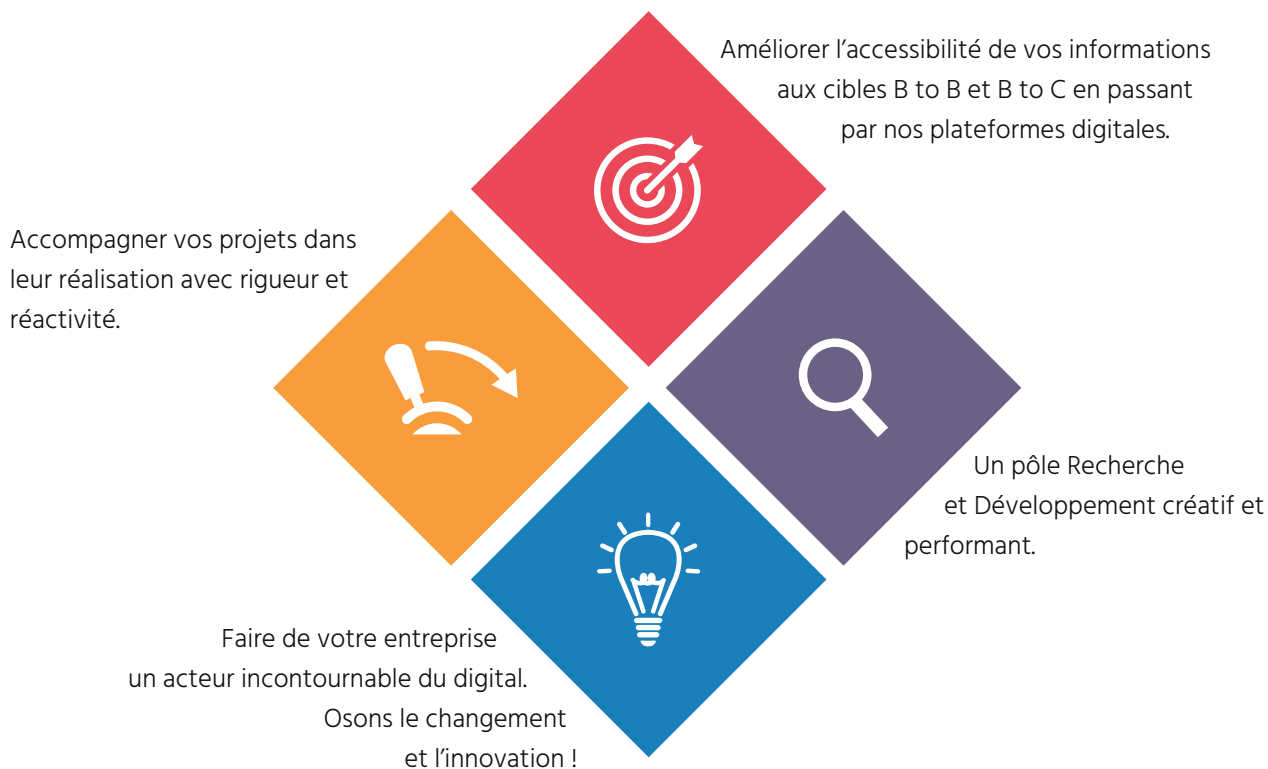 Améliorer l’accessibilité de vos informations
aux cibles B to B et B to C en passant
par nos plateformes digitales.
Accompagner vos projets dans
leur réalisation avec rigueur et
réactivité.
Un pôle Recherche
et Développement créatif et
performant.
Faire de votre entreprise
un acteur incontournable du digital.
Osons le changement
et l’innovation !